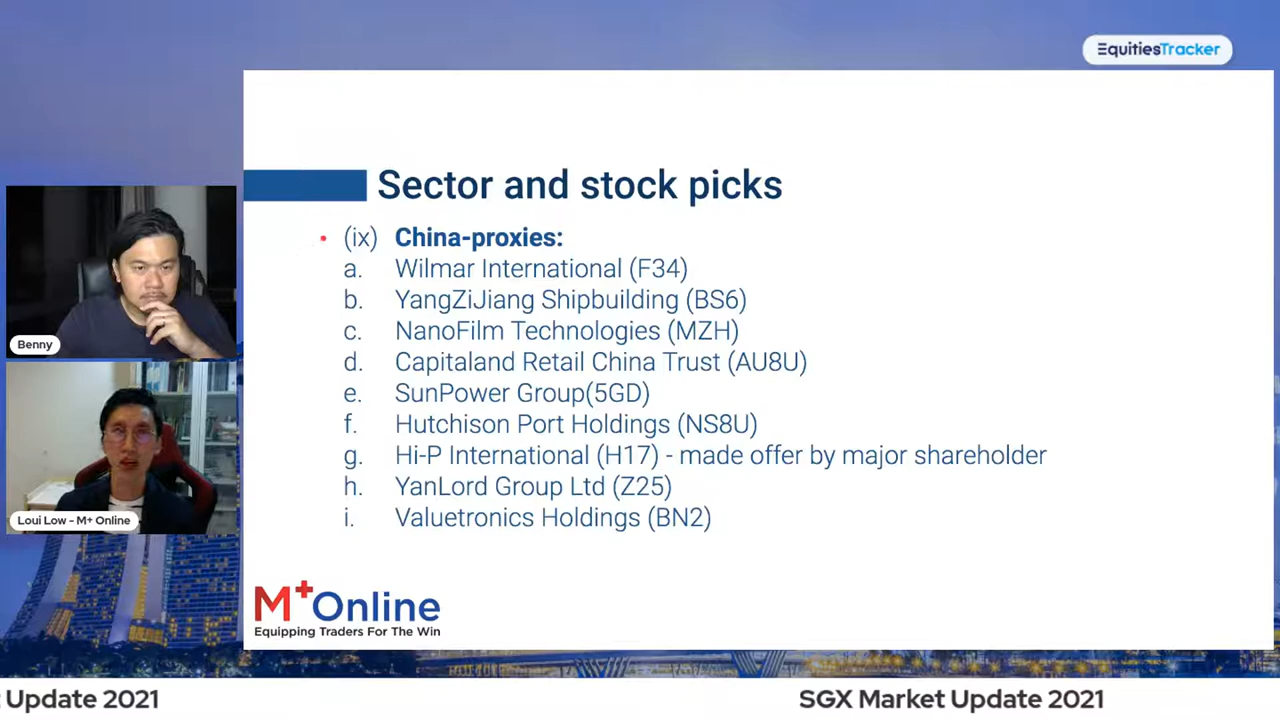 EquitiesTracker
Sector and stock picks
• (ix) China-proxies:
a. Wilmar International (F34)
b. YangZiJiang Shipbuilding (BS6)
c. NanoFilm Technologies (MZH)
d. Capitaland Retail China Trust (AU8U)
e. SunPower Group(5GD)
f. Hutchison Port Holdings (NS8U)
g. Hi-P International (H17) - made offer by major shareholder
h. YanLord Group Ltd (Z25)
i. Valuetronics Holdings (BN2)
Benny
Loui Low - M+ Online
M+Online
Equipping Traders For The Win
Update 2021 SGX Market Update 2021